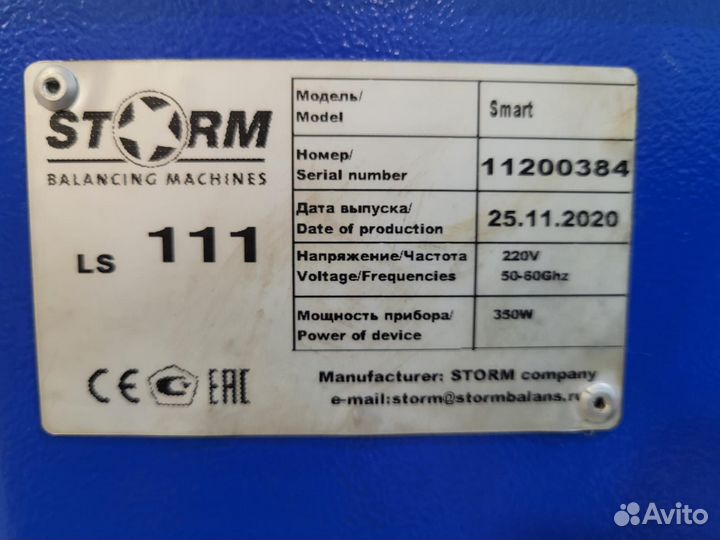 STORM
BALANCING MACHINES
LS 111
Модель/
Model
Smart
Номер/
Serial number
11200384
Дата выпуска/
Date of production
25.11.2020
Напряжение/Частота
Voltage/Frequencies
220V
50-60Ghz
Мощность прибора/
Power of device
350W
CE EAC
Manufacturer: STORM company
e-mail:storm@stormbalans.r
Avito